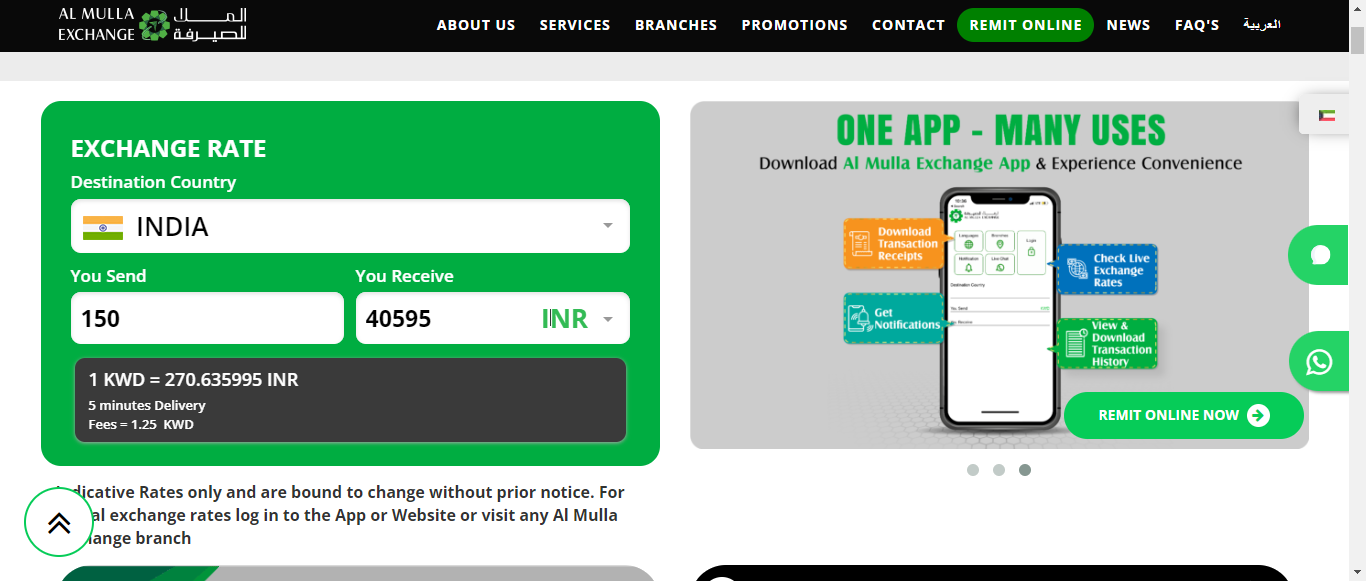 AL MULLA
EXCHANGE
المـــلا
للصيـرفة
ABOUT US
SERVICES
BRANCHES
PROMOTIONS
CONTACT
REMIT ONLINE
NEWS
FAQ'S
العربية
EXCHANGE RATE
Destination Country
INDIA
You Send
You Receive
150
40595
INR
1 KWD = 270.635995 INR
5 minutes Delivery
Fees = 1.25 KWD
dicative Rates only and are bound to change without prior notice. For
al exchange rates log in to the App or Website or visit any Al Mulla
hange branch
ONE APP - MANY USES
Download Al Mulla Exchange App & Experience Convenience
Download
Transaction
Receipts
Get
Notifications
Languages
Branches
Login
Notification
Live Chat
Destination Country
You Send
You Receive
Check Live
Exchange
Rates
View &
Download
Transaction
History
REMIT ONLINE NOW